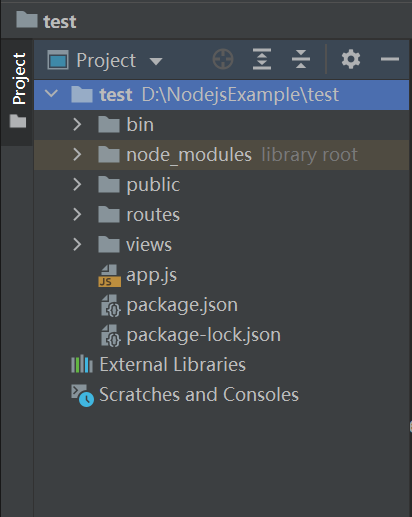 test
Project
Project
test D:\NodejsExample\test
bin
node_modules library root
public
routes
views
JS app.js
package.json
package-lock.json
External Libraries
Scratches and Consoles